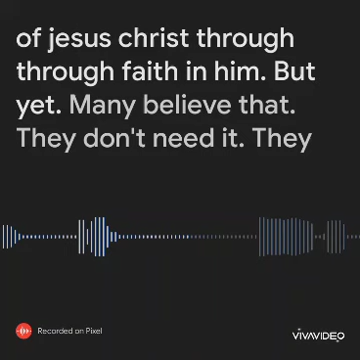 of jesus christ through
through faith in him. But
yet. Many believe that.
They don't need it. They
Recorded on Pixel
VIVAVIDEO